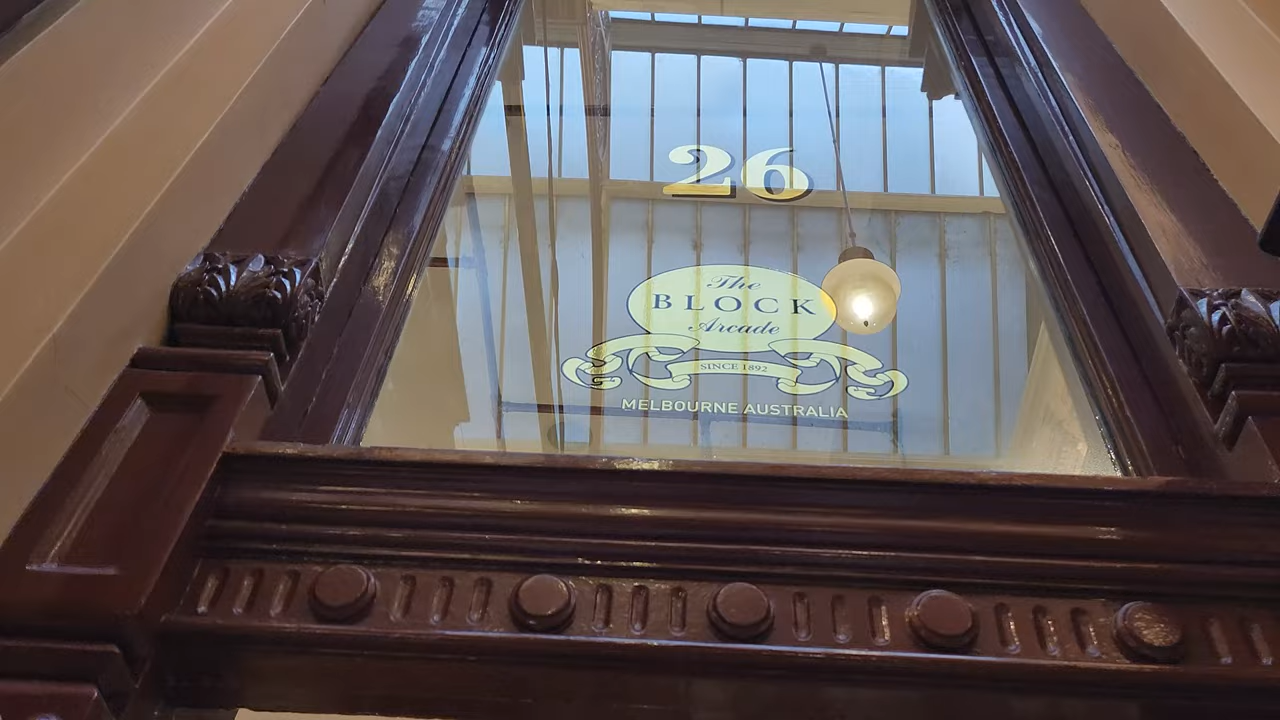 26
The
BLOCK
Arcade
SINCE 1892
MELBOURNE AUSTRALIA